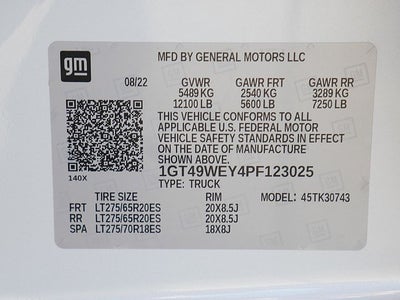 gm
MFD BY GENERAL MOTORS LLC
08/22 GVWR GAWR FRT GAWR RR
5489 KG 2540 KG 3289 KG
12100 LB 5600 LB 7250 LB
THIS VEHICLE CONFORMS TO ALL
APPLICABLE U.S. FEDERAL MOTOR
VEHICLE SAFETY STANDARDS IN EFFECT
ON THE DATE OF MANUFACTURE
SHOWN ABOVE.
140X
1GT49WEY4PF123025
TYPE: TRUCK
TIRE SIZE RIM MODEL: 45TK30743
FRT LT275/65R20ES 20X8.5J
RR LT275/65R20ES 20X8.5J
SPA LT275/70R18ES 18X8J